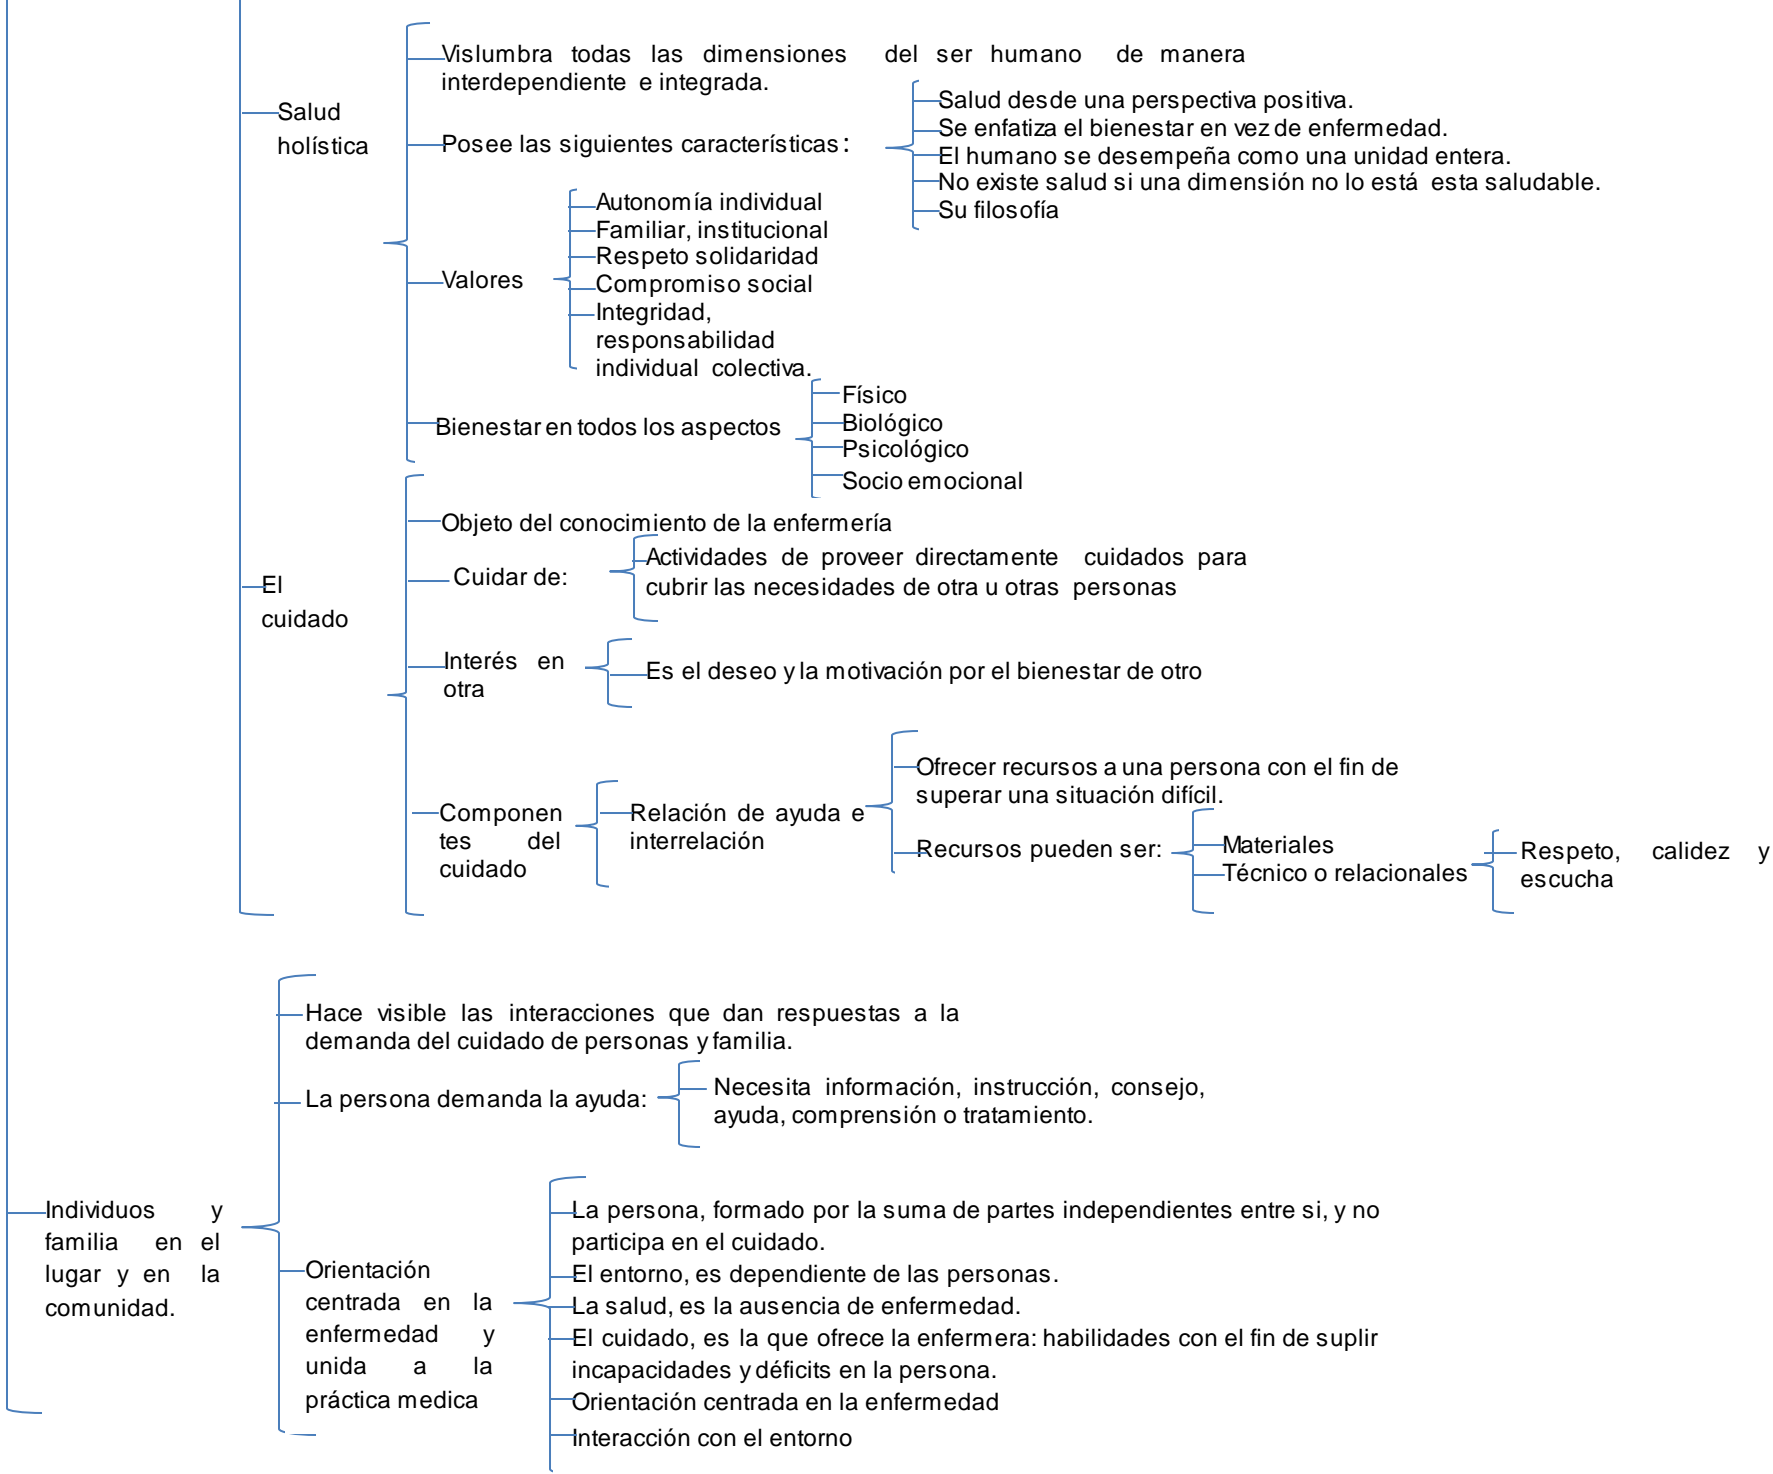 Salud
holística
Vislumbra todas las dimensiones del ser humano de manera
interdependiente e integrada.
Posee las siguientes características:
Salud desde una perspectiva positiva.
Se enfatiza el bienestar en vez de enfermedad.
El humano se desempeña como una unidad entera.
No existe salud si una dimensión no lo está esta saludable.
Su filosofía
Valores
Autonomía individual
Familiar, institucional
Respeto solidaridad
Compromiso social
Integridad,
responsabilidad
individual colectiva.
Bienestar en todos los aspectos
Físico
Biológico
Psicológico
Socio emocional
El
cuidado
Objeto del conocimiento de la enfermería
Cuidar de:
Actividades de proveer directamente cuidados para
cubrir las necesidades de otra u otras personas
Interés en
otra
Es el deseo y la motivación por el bienestar de otro
Componen
tes del
cuidado
Relación de ayuda e
interrelación
Ofrecer recursos a una persona con el fin de
superar una situación difícil.
Recursos pueden ser:
Materiales
Técnico o relacionales
Respeto, calidez y
escucha
Individuos y
familia en el
lugar y en la
comunidad.
Hace visible las interacciones que dan respuestas a la
demanda del cuidado de personas y familia.
La persona demanda la ayuda:
Necesita información, instrucción, consejo,
ayuda, comprensión o tratamiento.
Orientación
centrada en la
enfermedad y
unida a la
práctica medica
La persona, formado por la suma de partes independientes entre si, y no
participa en el cuidado.
El entorno, es dependiente de las personas.
La salud, es la ausencia de enfermedad.
El cuidado, es la que ofrece la enfermera: habilidades con el fin de suplir
incapacidades y déficits en la persona.
Orientación centrada en la enfermedad
Interacción con el entorno